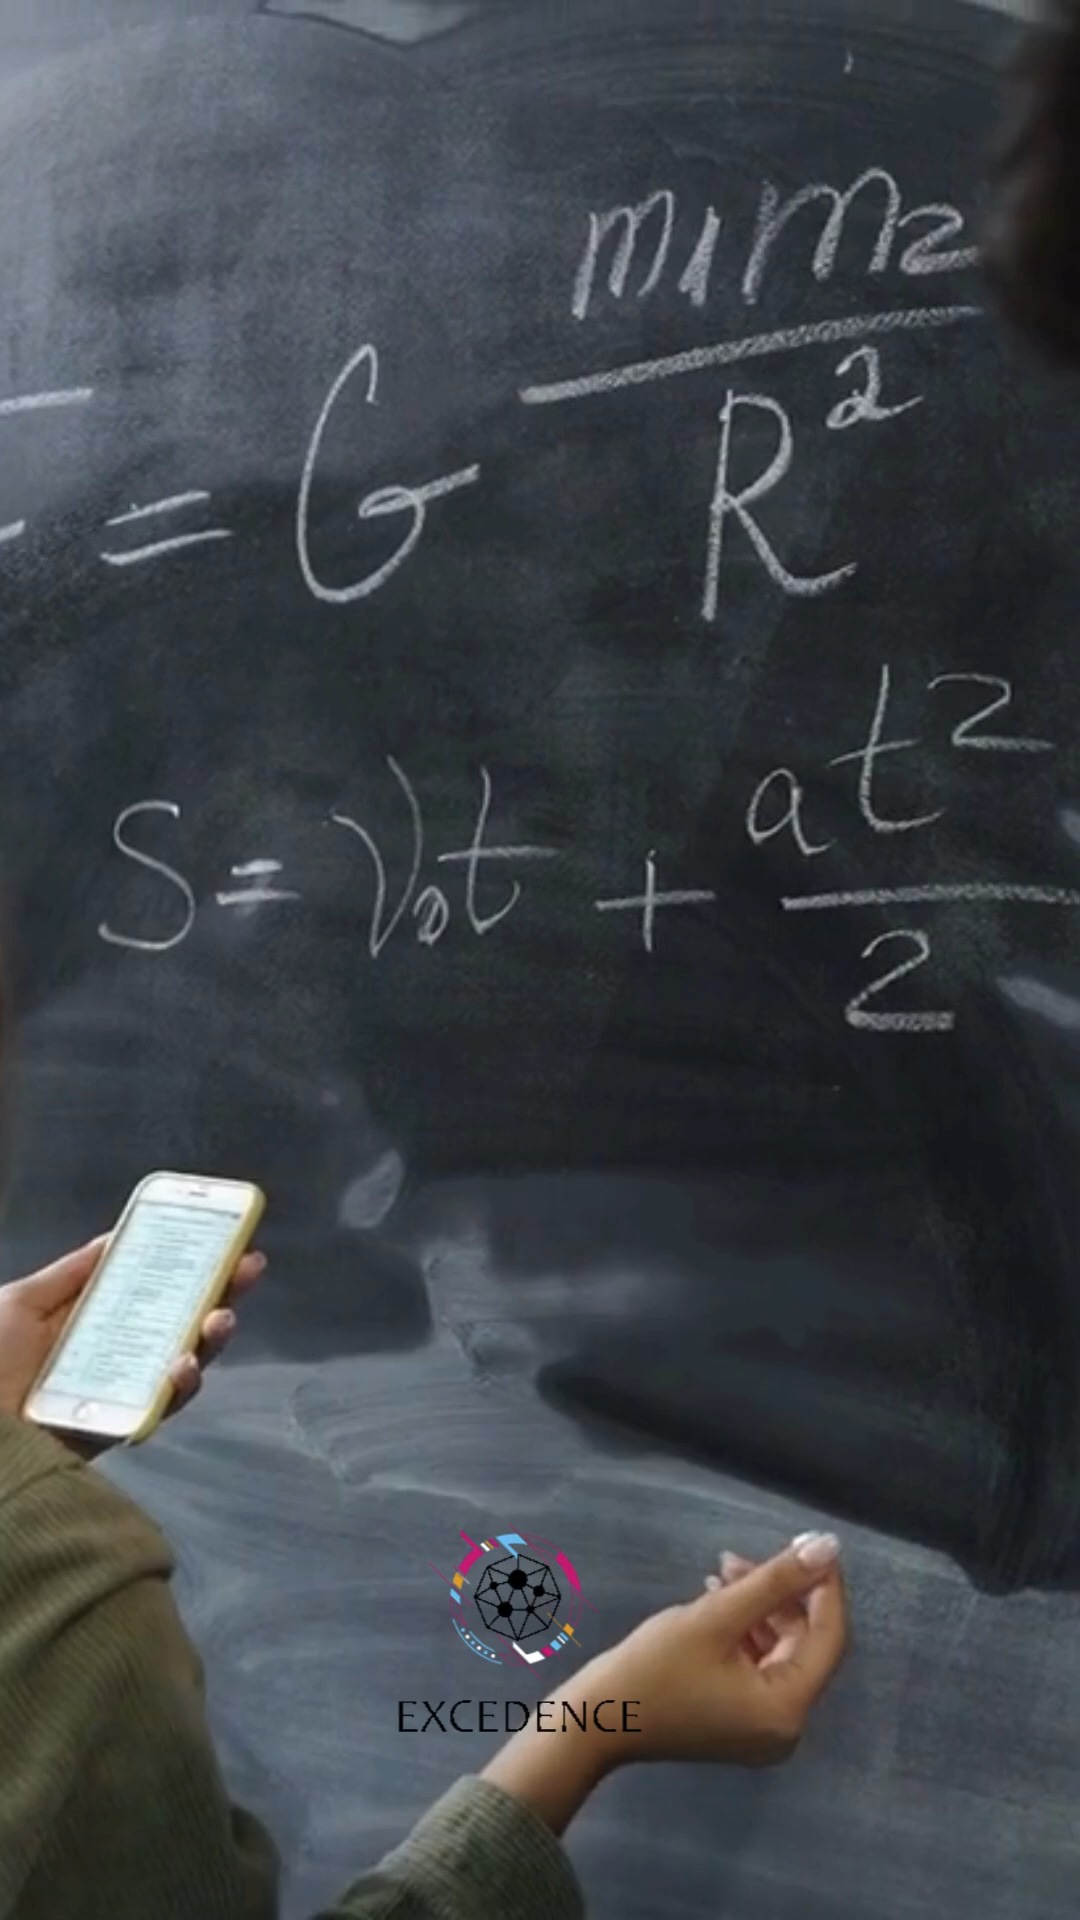 = G m1m2 / R²
S = V₀t + at² / 2
EXCEDENCE